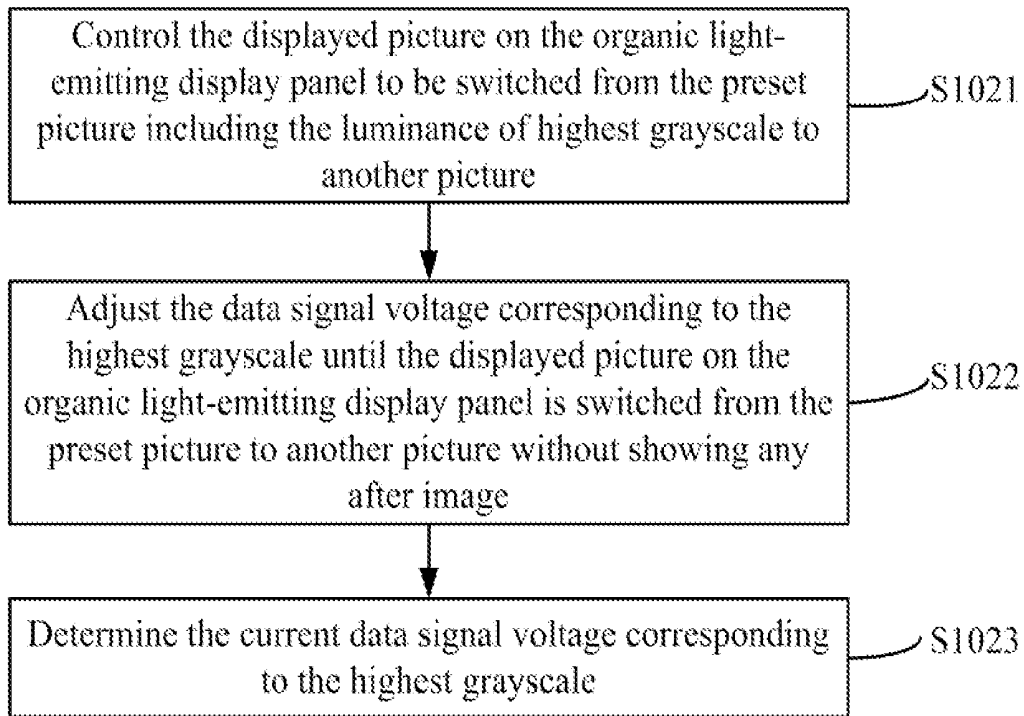 Control the displayed picture on the organic light-
emitting display panel to be switched from the preset
picture including the luminance of highest grayscale to
another picture
S1021
Adjust the data signal voltage corresponding to the
highest grayscale until the displayed picture on the
organic light-emitting display panel is switched from the
preset picture to another picture without showing any
after image
S1022
Determine the current data signal voltage corresponding
to the highest grayscale
S1023